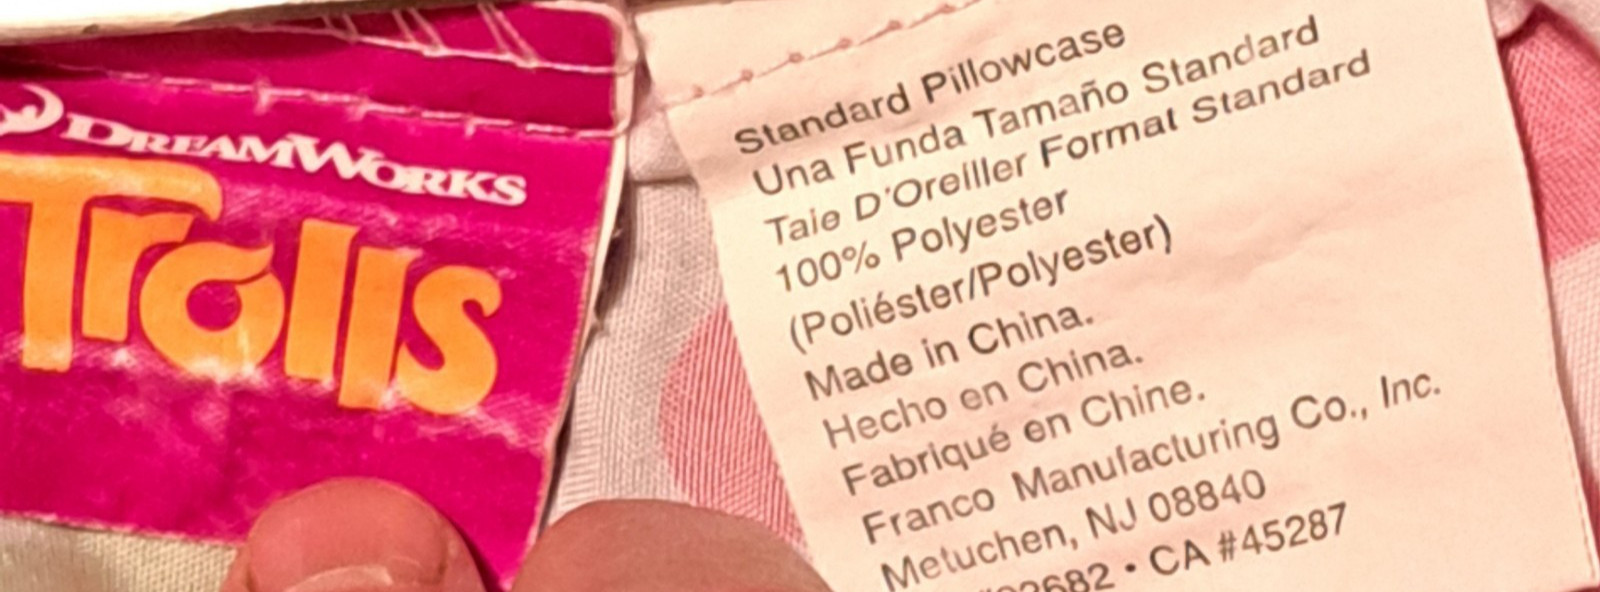 DREAMWORKS
Trolls
Standard Pillowcase
Una Funda Tamaño Standard
Taie D'Oreiller Format Standard
100% Polyester
(Poliéster/Polyester)
Made in China.
Hecho en China.
Fabriqué en Chine.
Franco Manufacturing Co., Inc.
Metuchen, NJ 08840
• CA #45287